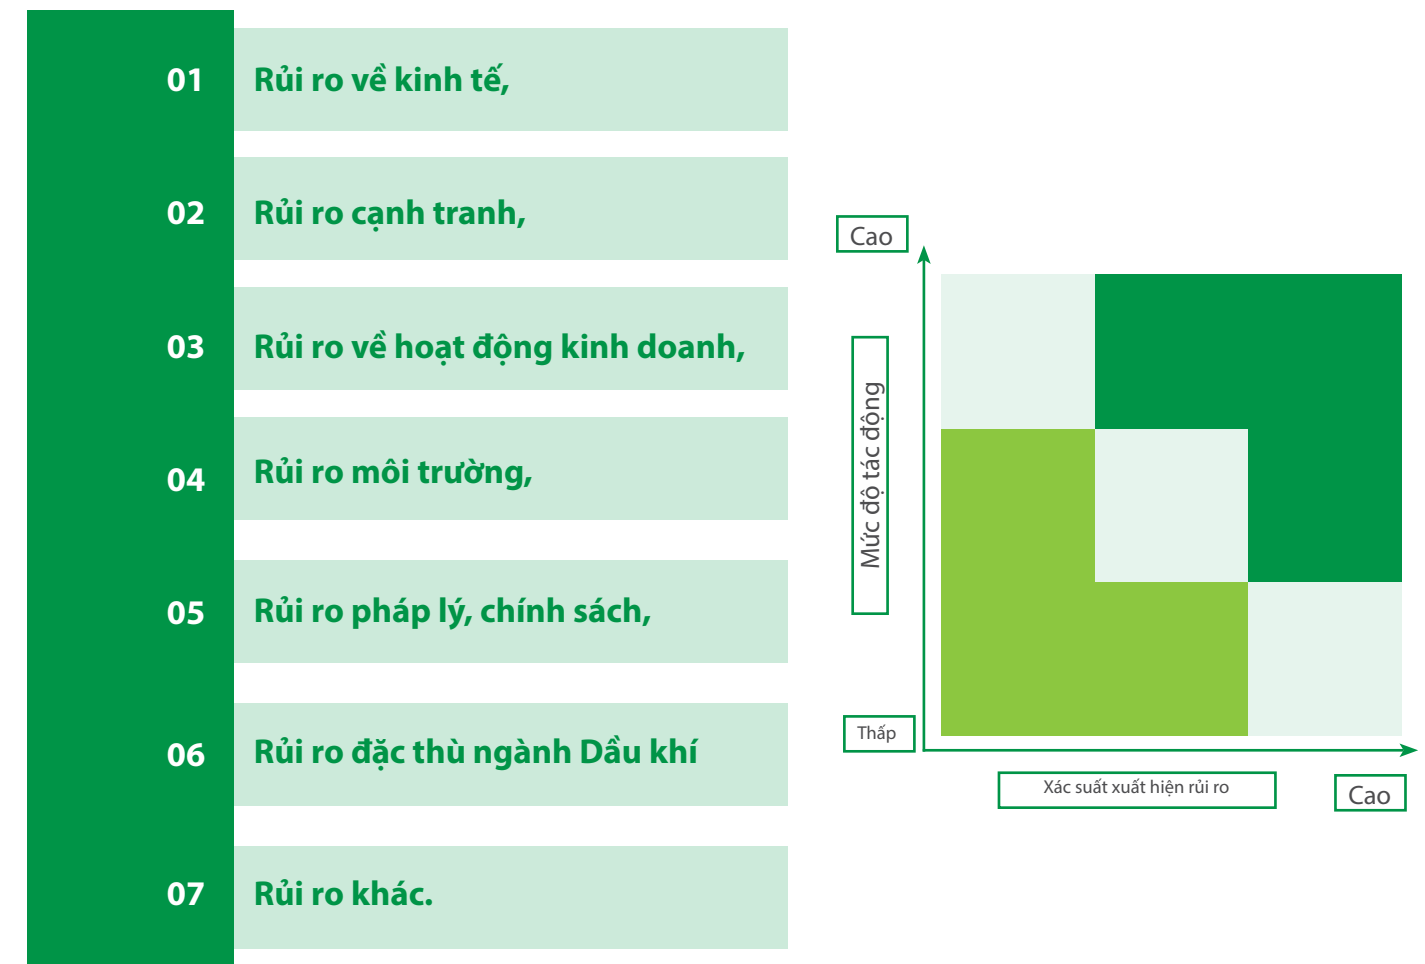 01 Rủi ro về kinh tế,
02 Rủi ro cạnh tranh,
03 Rủi ro về hoạt động kinh doanh,
04 Rủi ro môi trường,
05 Rủi ro pháp lý, chính sách,
06 Rủi ro đặc thù ngành Dầu khí
07 Rủi ro khác.
Cao
Mức độ tác động
Thấp
Xác suất xuất hiện rủi ro
Cao